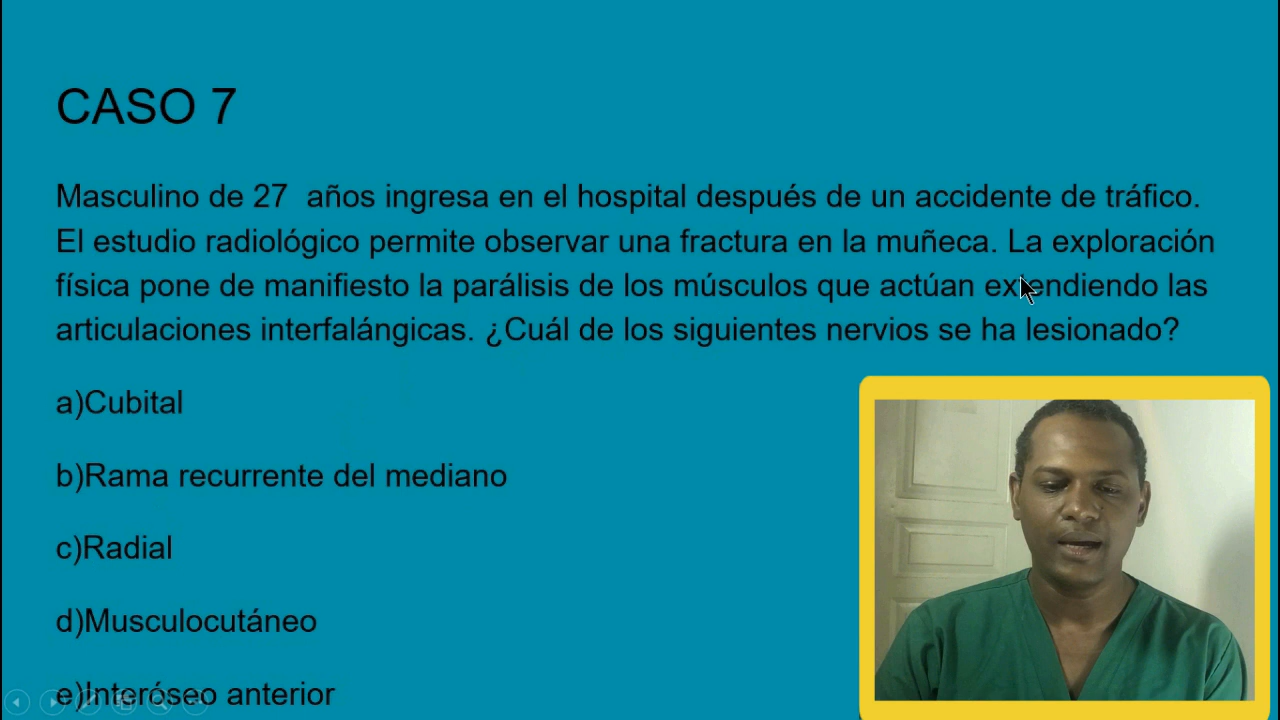 CASO 7
Masculino de 27 años ingresa en el hospital después de un accidente de tráfico.
El estudio radiológico permite observar una fractura en la muñeca. La exploración
física pone de manifiesto la parálisis de los músculos que actúan extendiendo las
articulaciones interfalángicas. ¿Cuál de los siguientes nervios se ha lesionado?
a)Cubital
b)Rama recurrente del mediano
c)Radial
d)Musculocutáneo
e)Interóseo anterior